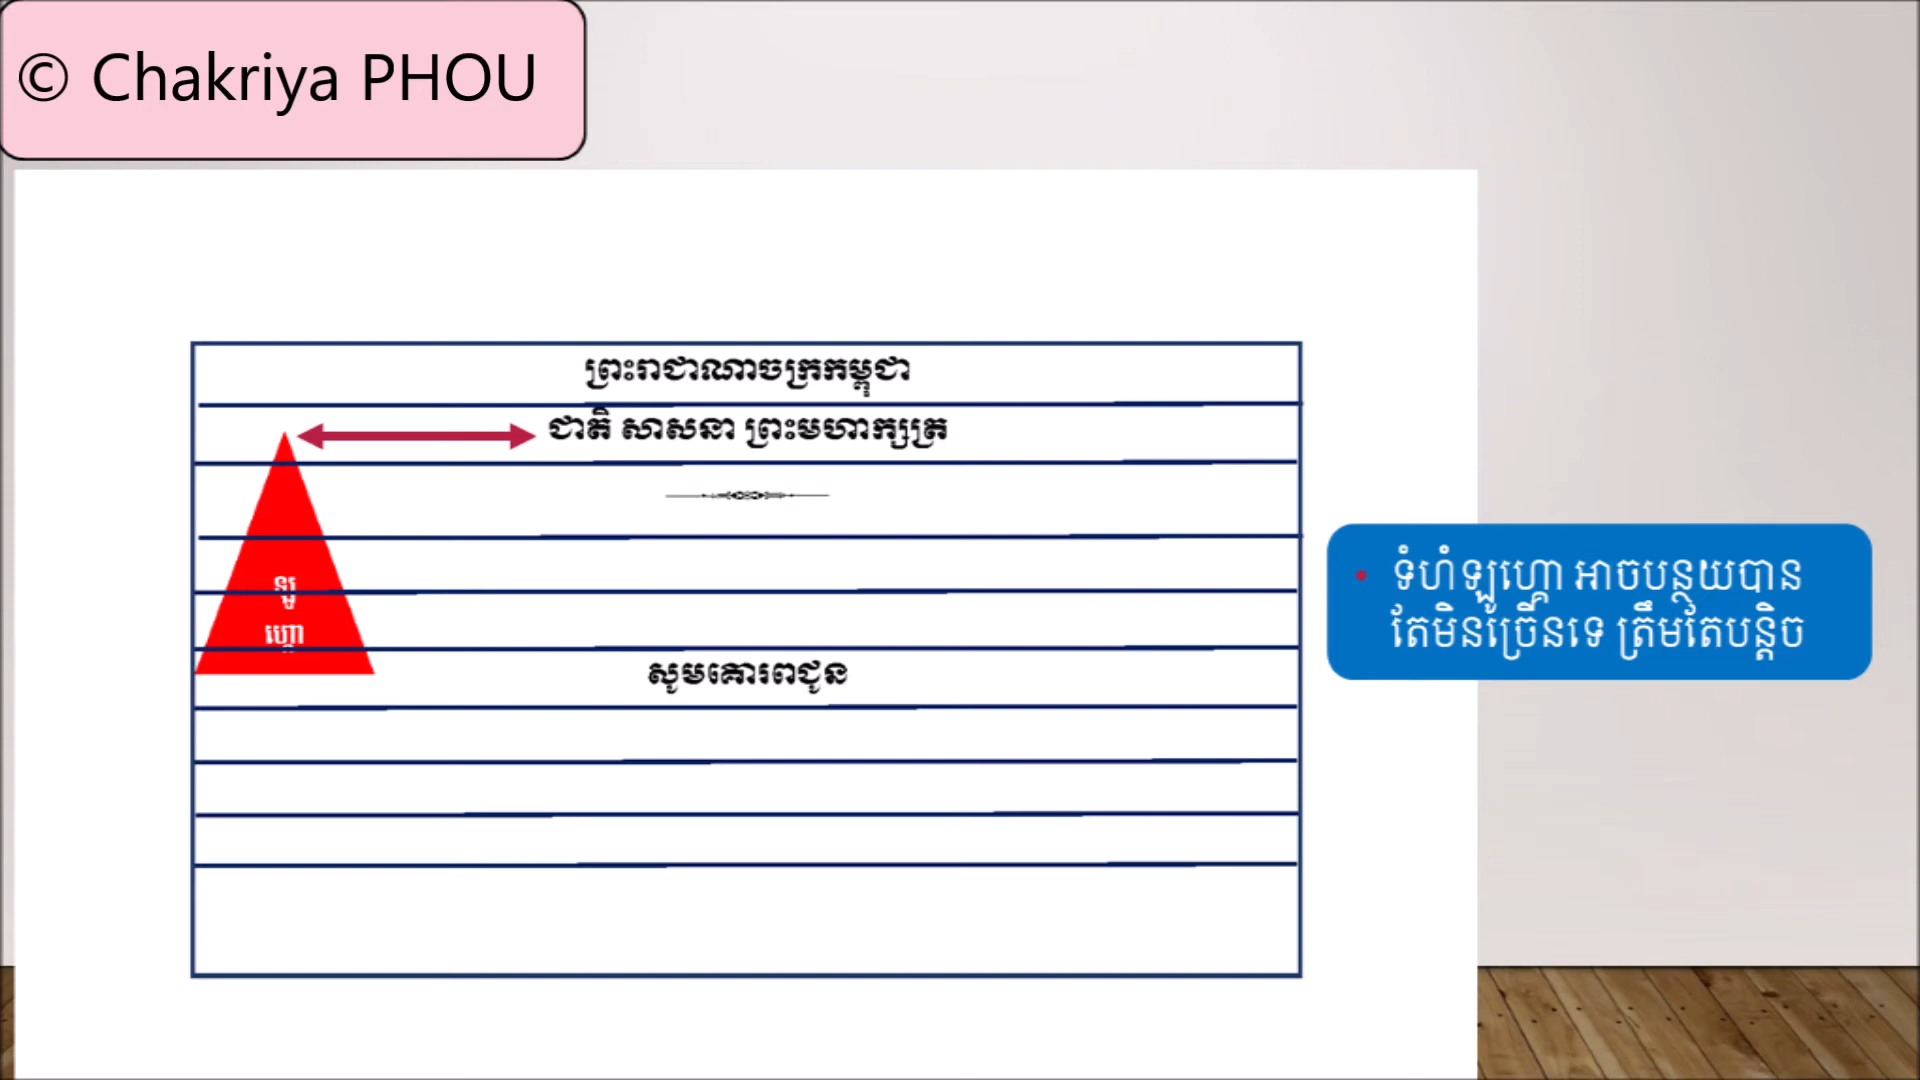 © Chakriya PHOU
ព្រះរាជាណាចក្រកម្ពុជា
ជាតិ សាសនា ព្រះមហាក្សត្រ
ឡូ
ហ្គោ
សូមគោរពជូន
• ទំហំឡូហ្គោ អាចបន្ថយបាន
តែមិនច្រើនទេ ត្រឹមតែបន្តិច